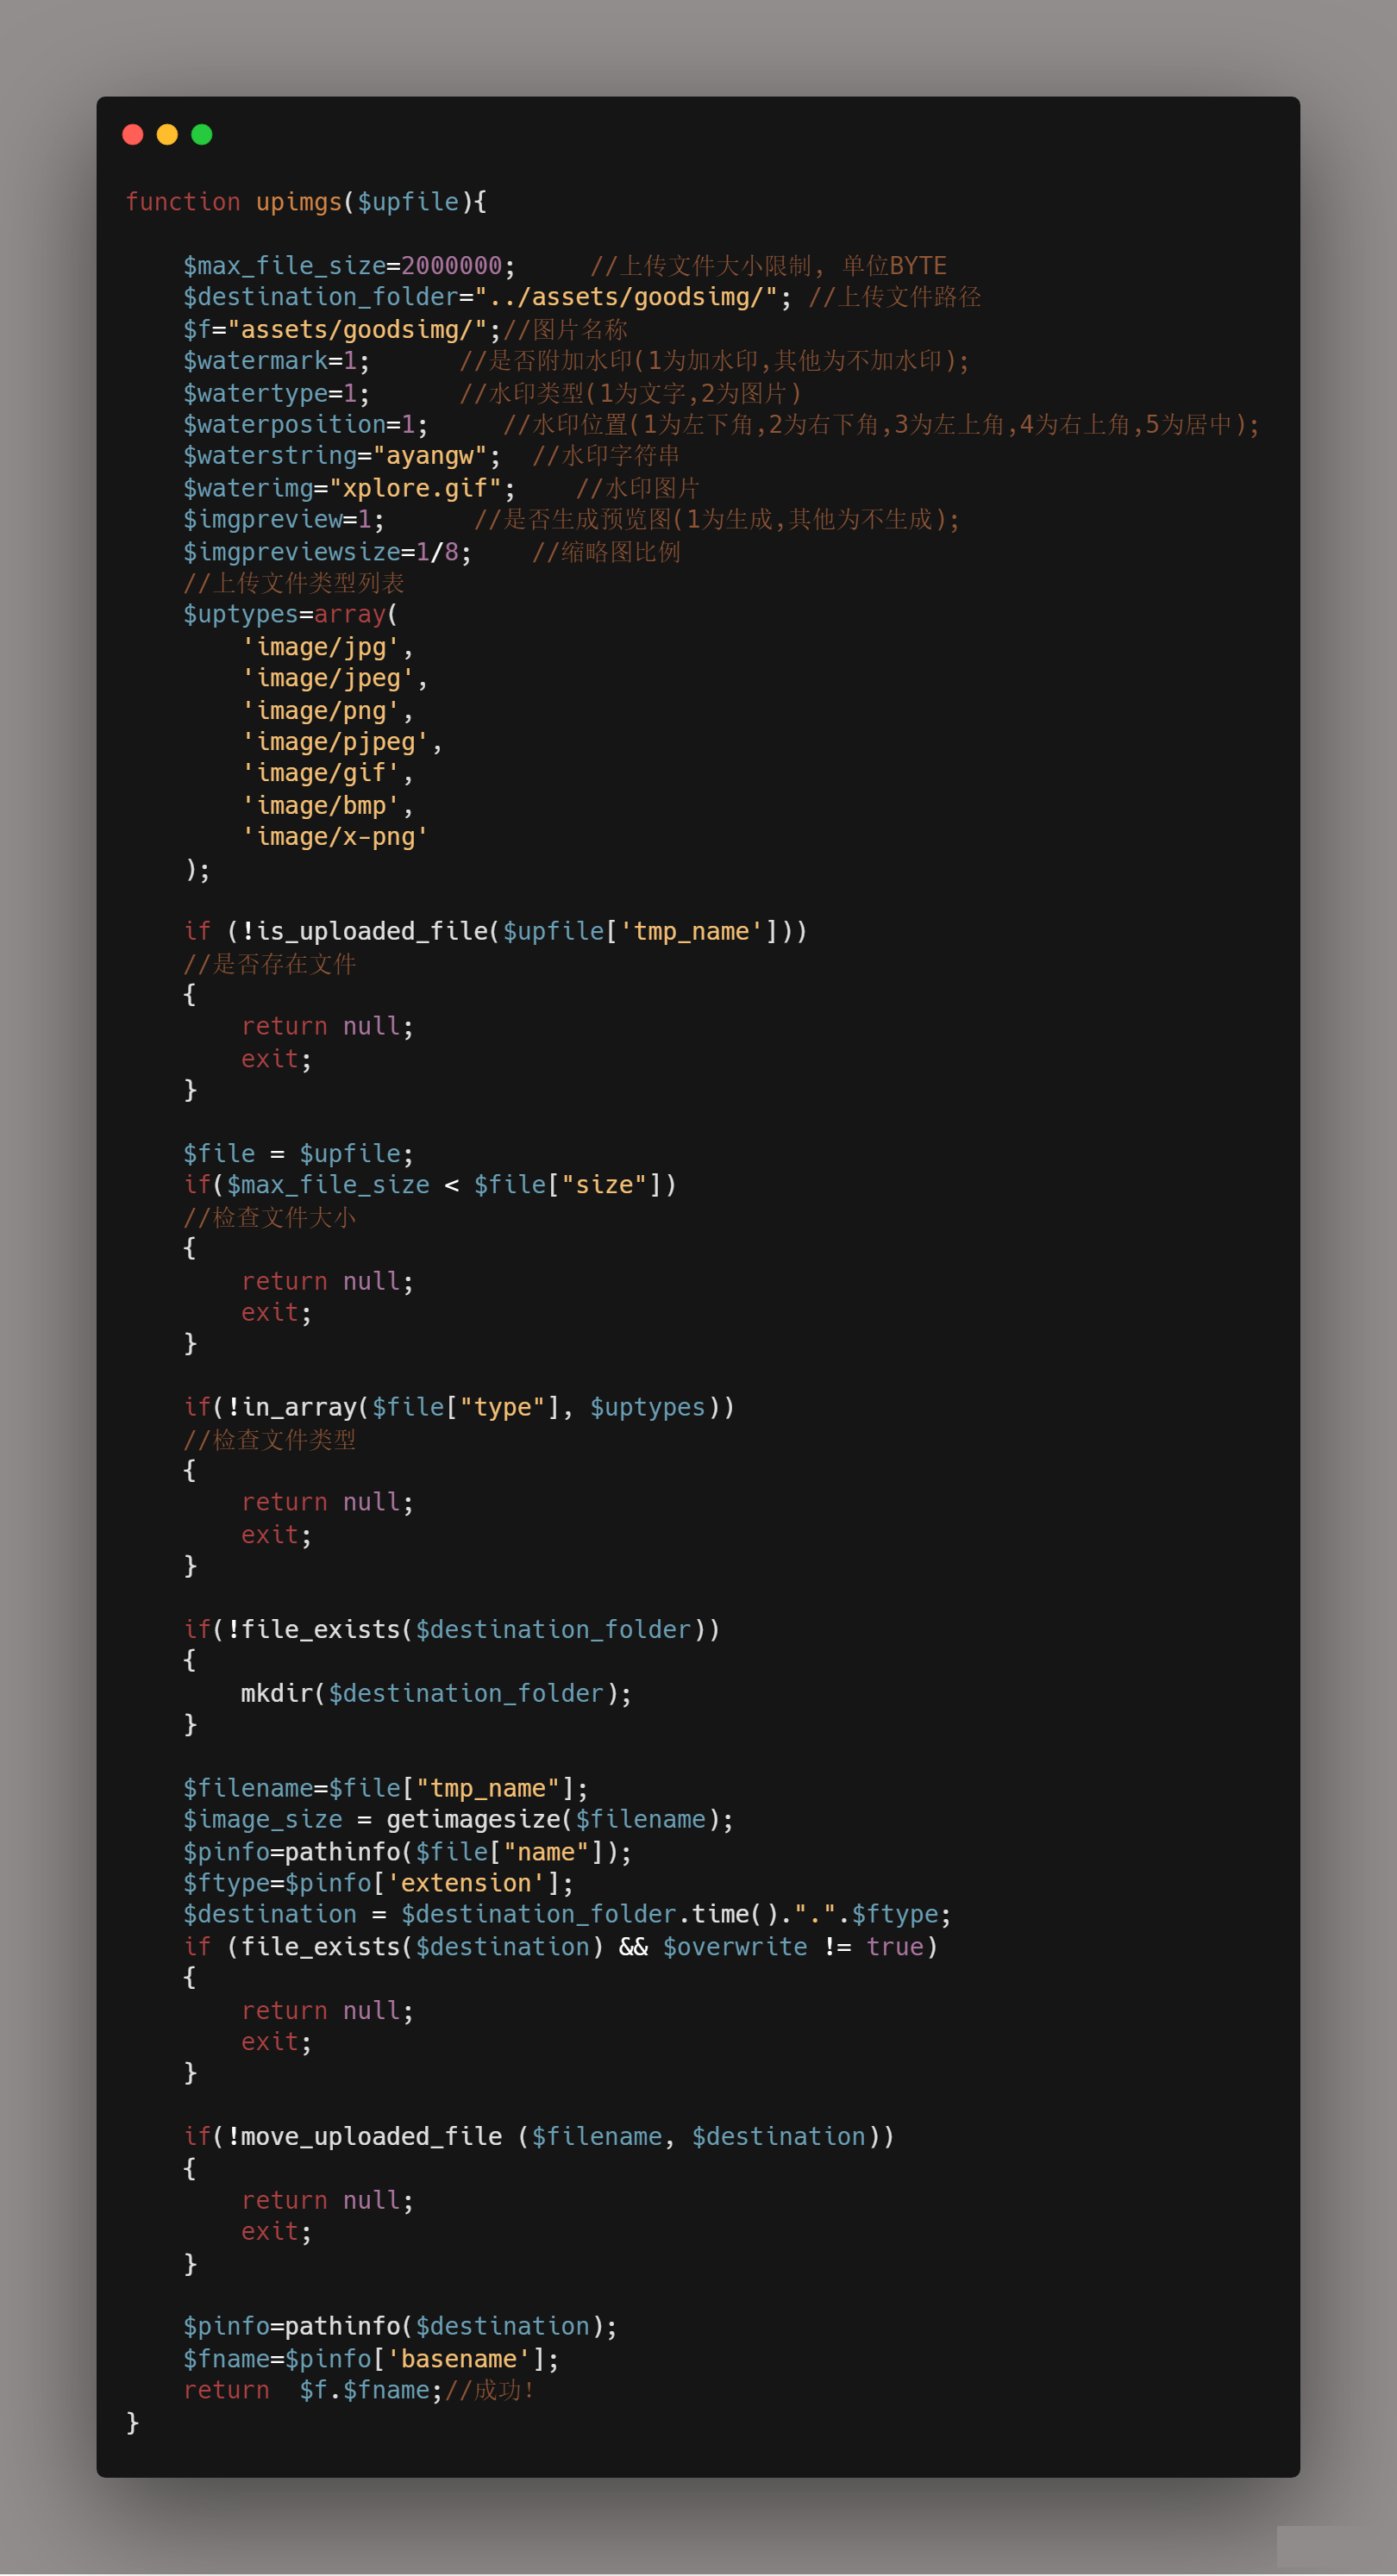 function upimgs($upfile){
$max_file_size=2000000;     //上传文件大小限制, 单位BYTE
$destination_folder="../assets/goodsimg/"; //上传文件路径
$f="assets/goodsimg/";//图片名称
$watermark=1;      //是否附加水印(1为加水印,其他为不加水印);
$watertype=1;      //水印类型(1为文字,2为图片)
$waterposition=1;     //水印位置(1为左下角,2为右下角,3为左上角,4为右上角,5为居中);
$waterstring="ayangw";  //水印字符串
$waterimg="xplore.gif";    //水印图片
$imgpreview=1;      //是否生成预览图(1为生成,其他为不生成);
$imgpreviewsize=1/8;    //缩略图比例
//上传文件类型列表
$uptypes=array(
'image/jpg',
'image/jpeg',
'image/png',
'image/pjpeg',
'image/gif',
'image/bmp',
'image/x-png'
);
if (!is_uploaded_file($upfile['tmp_name']))
//是否存在文件
{
return null;
exit;
}
$file = $upfile;
if($max_file_size < $file["size"])
//检查文件大小
{
return null;
exit;
}
if(!in_array($file["type"], $uptypes))
//检查文件类型
{
return null;
exit;
}
if(!file_exists($destination_folder))
{
mkdir($destination_folder);
}
$filename=$file["tmp_name"];
$image_size = getimagesize($filename);
$pinfo=pathinfo($file["name"]);
$ftype=$pinfo['extension'];
$destination = $destination_folder.time().".".$ftype;
if (file_exists($destination) && $overwrite != true)
{
return null;
exit;
}
if(!move_uploaded_file ($filename, $destination))
{
return null;
exit;
}
$pinfo=pathinfo($destination);
$fname=$pinfo['basename'];
return  $f.$fname;//成功!
}